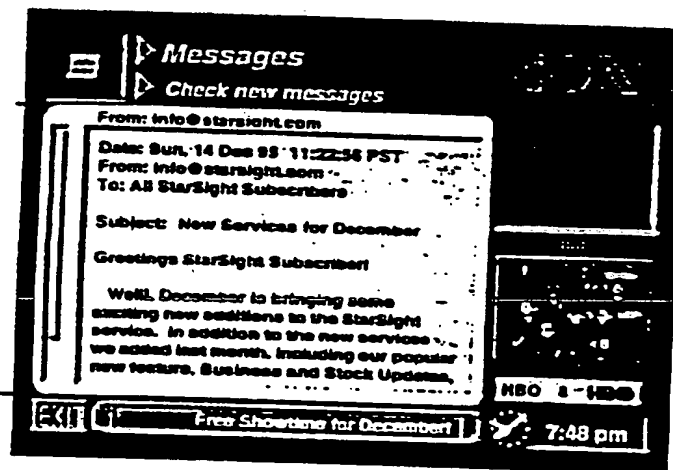 Messages
Check new messages
From: info@starsight.com
Date: Sun, 14 Dec 95 11:22:56 PST
From: info@starsight.com
To: All StarSight Subscribers
Subject: New Services for December
Greetings StarSight Subscriber!
Well, December is bringing some
exciting new additions to the StarSight
service. In addition to the new services
we added last month, including our popular
new feature, Business and Stock Updates,
HBO 8
EXIT
Free Showtime for December!
7:48 pm